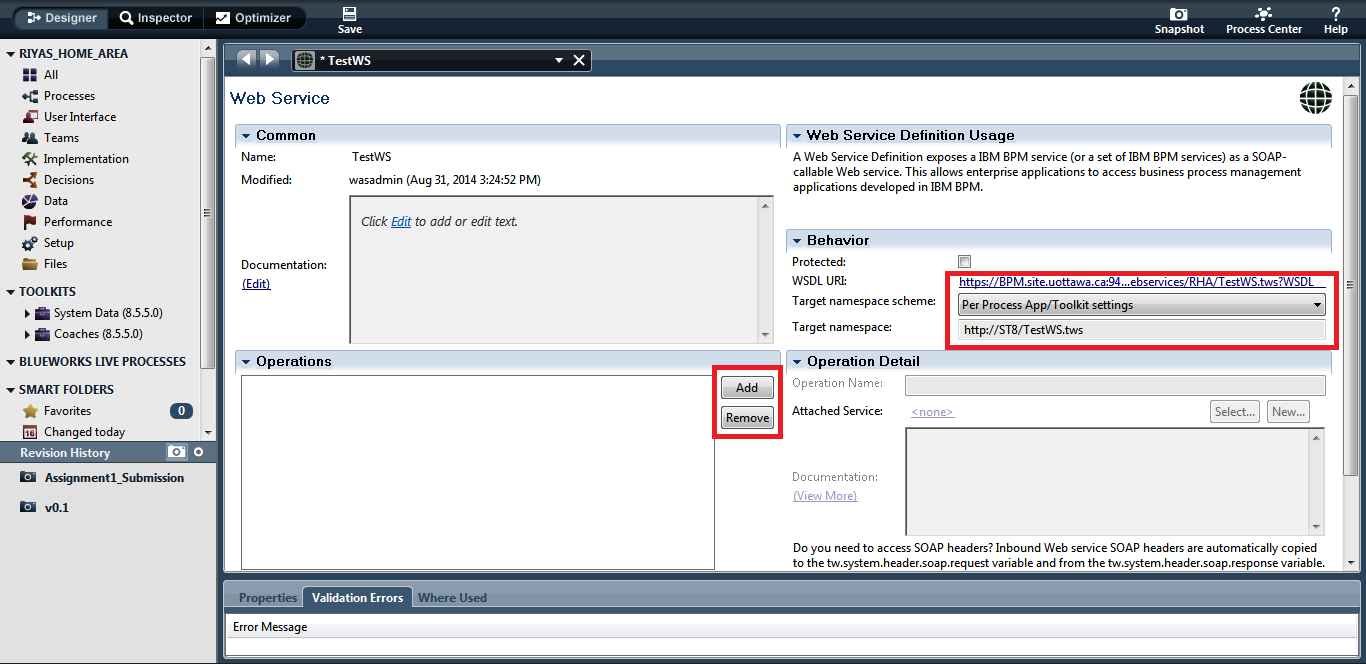 Designer
Inspector
Optimizer
Save
Snapshot
Process Center
?
Help
RIYAS_HOME_AREA
All
Processes
User Interface
Teams
Implementation
Decisions
Data
Performance
Setup
Files
TOOLKITS
System Data (8.5.5.0)
Coaches (8.5.5.0)
BLUEWORKS LIVE PROCESSES
SMART FOLDERS
Favorites 0
16 Changed today
Revision History
Assignment1_Submission
v0.1
* TestWS
Web Service
Common
Name: TestWS
Modified: wasadmin (Aug 31, 2014 3:24:52 PM)
Click Edit to add or edit text.
Documentation:
(Edit)
Operations
Add
Remove
Web Service Definition Usage
A Web Service Definition exposes a IBM BPM service (or a set of IBM BPM services) as a SOAP-
callable Web service. This allows enterprise applications to access business process management
applications developed in IBM BPM.
Behavior
Protected:
WSDL URI: https://BPM.site.uottawa.ca:94...ebservices/RHA/TestWS.tws?WSDL
Target namespace scheme: Per Process App/Toolkit settings
Target namespace: http://ST8/TestWS.tws
Operation Detail
Operation Name:
Attached Service: <none> Select... New...
Documentation:
(View More)
Do you need to access SOAP headers? Inbound Web service SOAP headers are automatically copied
to the tw.system.header.soap.request variable and from the tw.system.header.soap.response variable.
Properties
Validation Errors
Where Used
Error Message